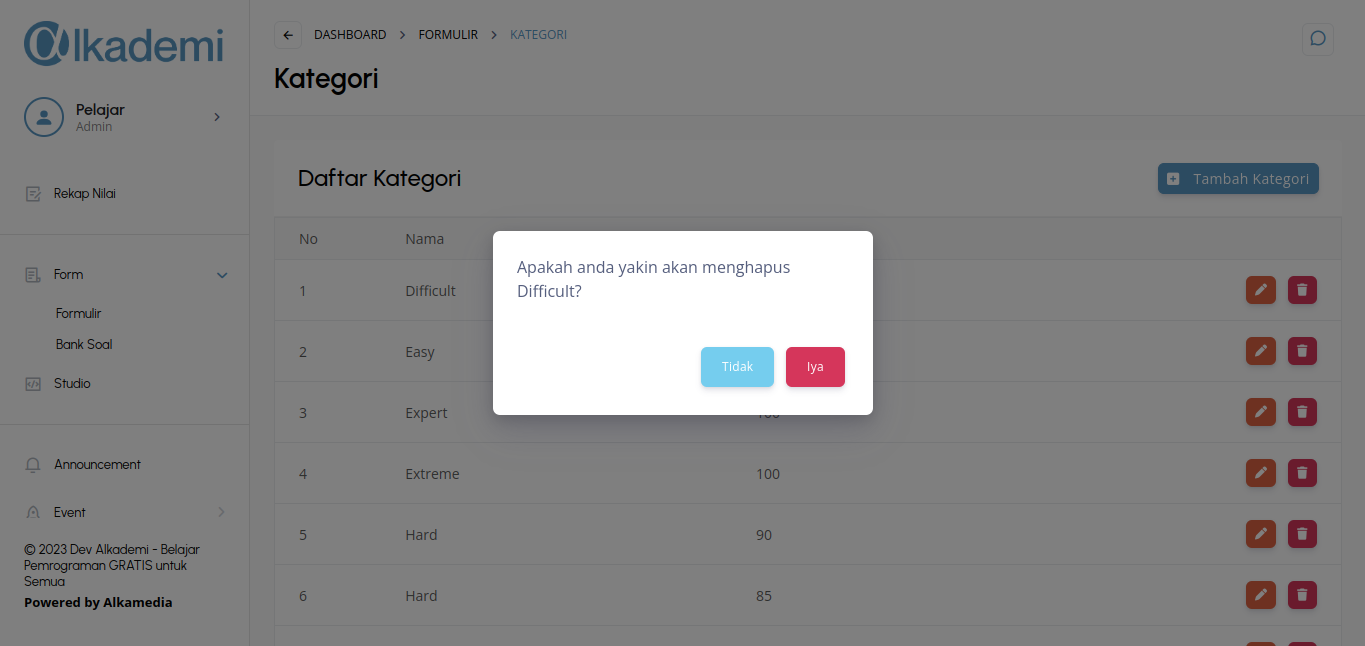 Alkademi
DASHBOARD > FORMULIR > KATEGORI
Kategori
Pelajar
Admin
Rekap Nilai
Form
Formulir
Bank Soal
Studio
Announcement
Event
© 2023 Dev Alkademi - Belajar
Pemrograman GRATIS untuk
Semua
Powered by Alkamedia
Daftar Kategori
Tambah Kategori
No Nama
1 Difficult
2 Easy
3 Expert
4 Extreme 100
5 Hard 90
6 Hard 85
Apakah anda yakin akan menghapus
Difficult?
Tidak Iya